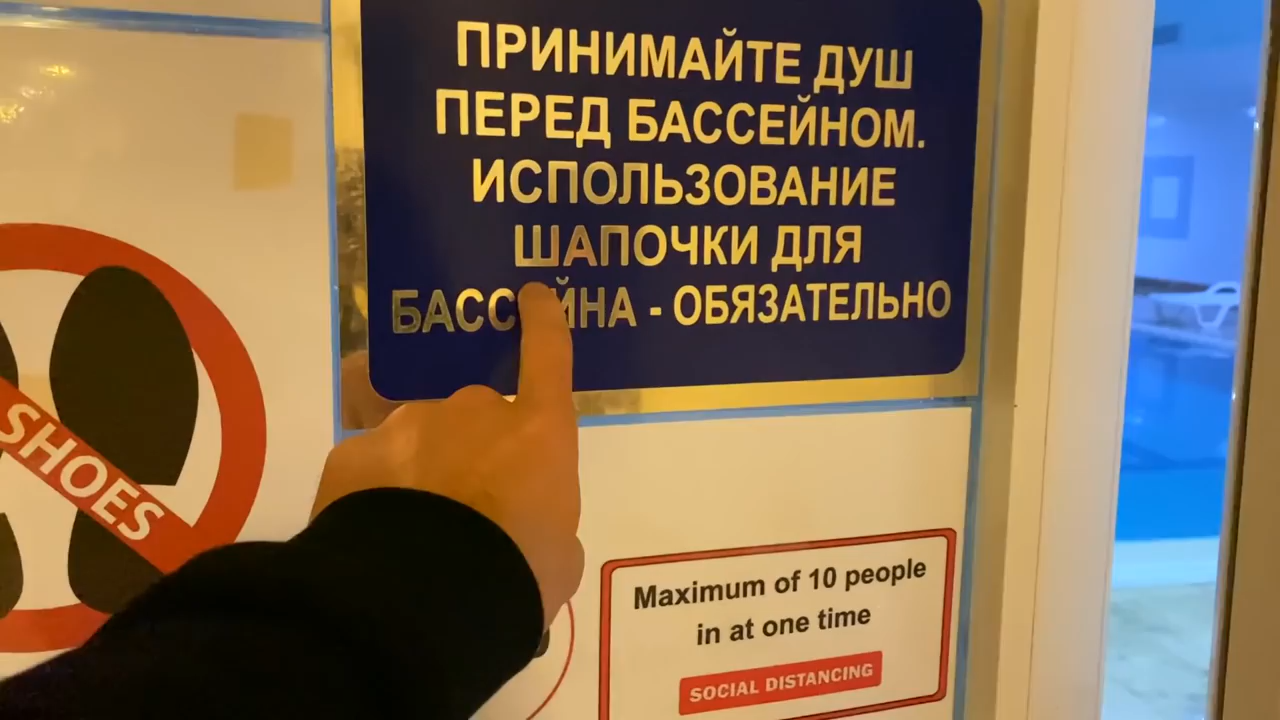 ПРИНИМАЙТЕ ДУШ
ПЕРЕД БАССЕЙНОМ.
ИСПОЛЬЗОВАНИЕ
ШАПОЧКИ ДЛЯ
БАССЕЙНА - ОБЯЗАТЕЛЬНО
SHOES
Maximum of 10 people
in at one time
SOCIAL DISTANCING